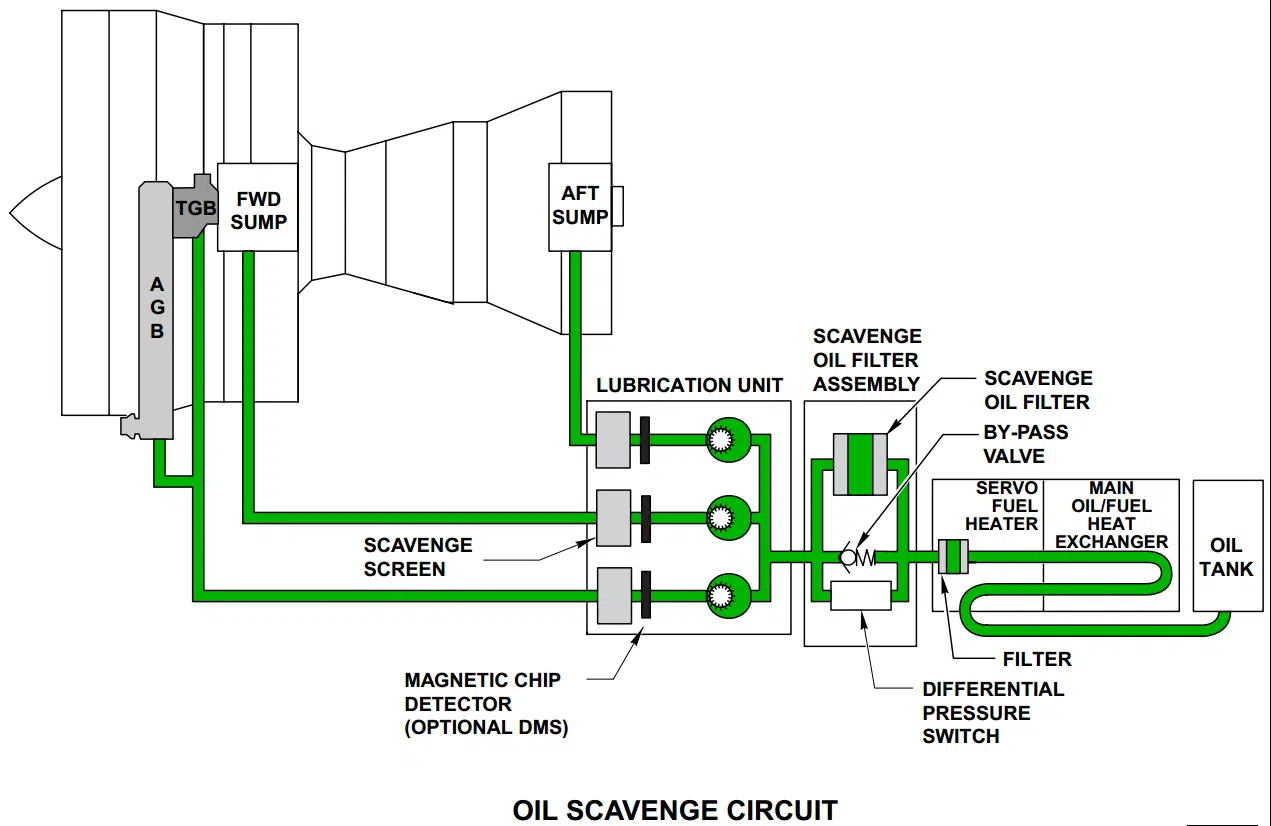 TGB
FWD
SUMP
AFT
SUMP
A
G
B
SCAVENGE
OIL FILTER
ASSEMBLY
LUBRICATION UNIT
SCAVENGE
OIL FILTER
BY-PASS
VALVE
SERVO
FUEL
HEATER
MAIN
OIL/FUEL
HEAT
EXCHANGER
OIL
TANK
SCAVENGE
SCREEN
MAGNETIC CHIP
DETECTOR
(OPTIONAL DMS)
FILTER
DIFFERENTIAL
PRESSURE
SWITCH
OIL SCAVENGE CIRCUIT